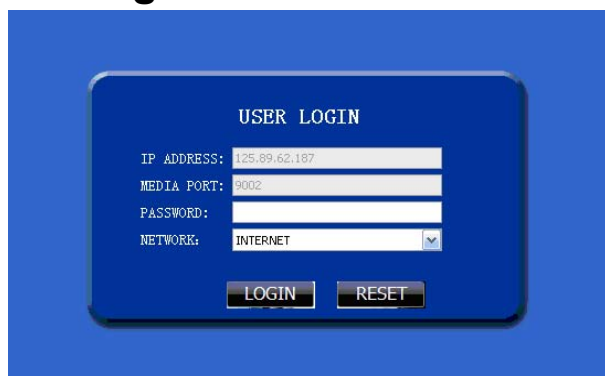 USER LOGIN
IP ADDRESS: 125.89.62.187
MEDIA PORT: 9002
PASSWORD:
NETWORK: INTERNET
LOGIN RESET